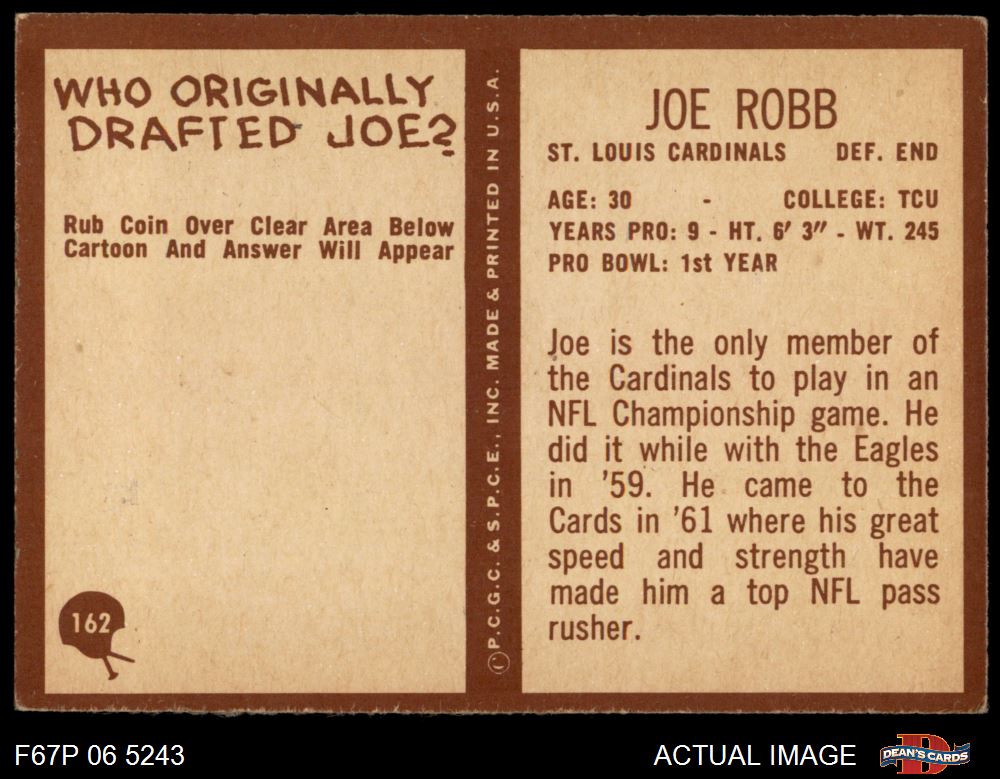 WHO ORIGINALLY
DRAFTED JOE?
Rub Coin Over Clear Area Below
Cartoon And Answer Will Appear
162
© P.C.G.C. & S.P.C.E., INC. MADE & PRINTED IN U.S.A.
JOE ROBB
ST. LOUIS CARDINALS DEF. END
AGE: 30 - COLLEGE: TCU
YEARS PRO: 9 - HT. 6' 3" - WT. 245
PRO BOWL: 1st YEAR
Joe is the only member of
the Cardinals to play in an
NFL Championship game. He
did it while with the Eagles
in '59. He came to the
Cards in '61 where his great
speed and strength have
made him a top NFL pass
rusher.
F67P 06 5243
ACTUAL IMAGE
D
DEAN'S CARDS